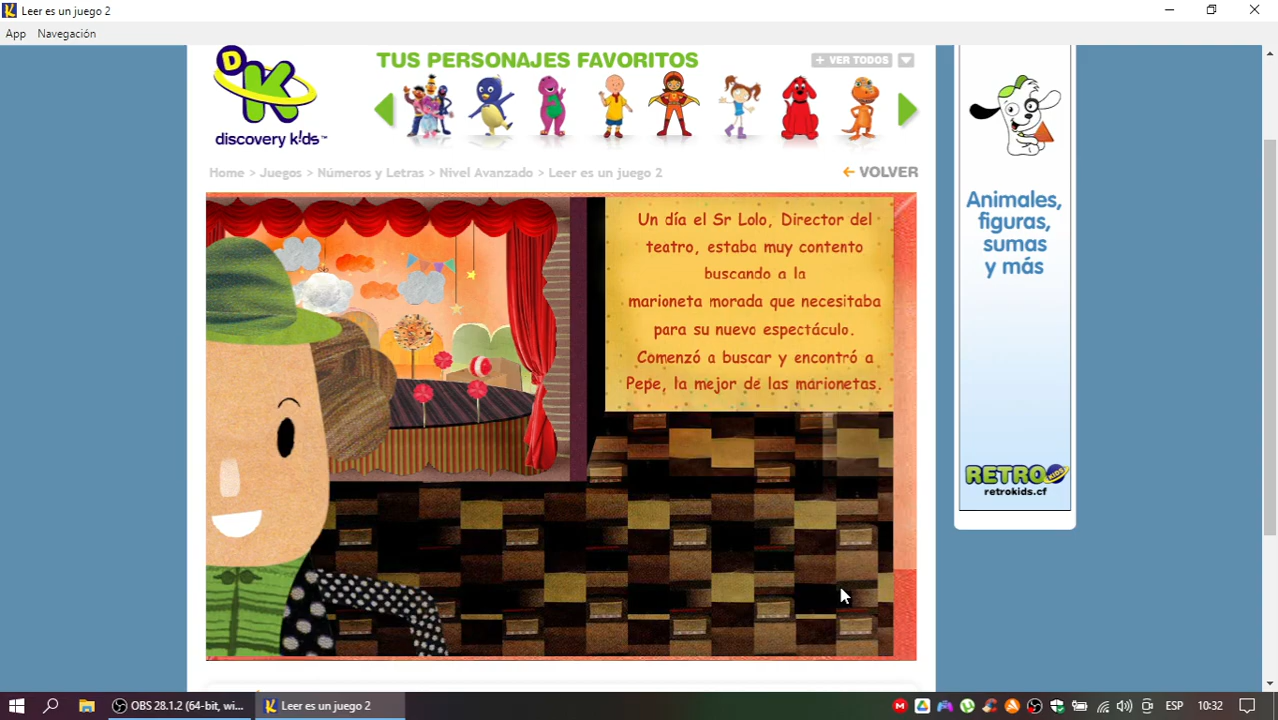 Leer es un juego 2
App Navegación
TUS PERSONAJES FAVORITOS
+ VER TODOS
D
K
discovery k!ds™
Home > Juegos > Números y Letras > Nivel Avanzado > Leer es un juego 2
VOLVER
Un día el Sr Lolo, Director del
teatro, estaba muy contento
buscando a la
marioneta morada que necesitaba
para su nuevo espectáculo.
Comenzó a buscar y encontró a
Pepe, la mejor de las marionetas.
Animales,
figuras,
sumas
y más
RETRO KIDS
retrokids.cf
OBS 28.1.2 (64-bit, wi...
Leer es un juego 2
ESP
10:32